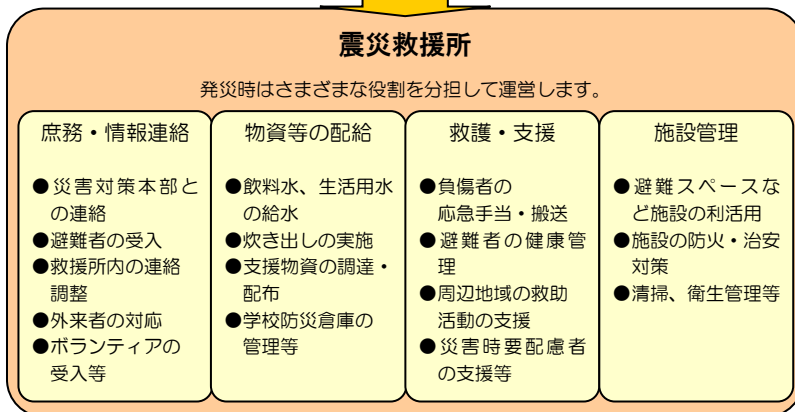 震災救援所
発災時はさまざまな役割を分担して運営します。
庶務・情報連絡
●災害対策本部と
の連絡
●避難者の受入
●救援所内の連絡
調整
●外来者の対応
●ボランティアの
受入等
物資等の配給
●飲料水、生活用水
の給水
●炊き出しの実施
●支援物資の調達・
配布
●学校防災倉庫の
管理等
救護・支援
●負傷者の
応急手当・搬送
●避難者の健康管
理
●周辺地域の救助
活動の支援
●災害時要配慮者
の支援等
施設管理
●避難スペースな
ど施設の利活用
●施設の防火・治安
対策
●清掃、衛生管理等